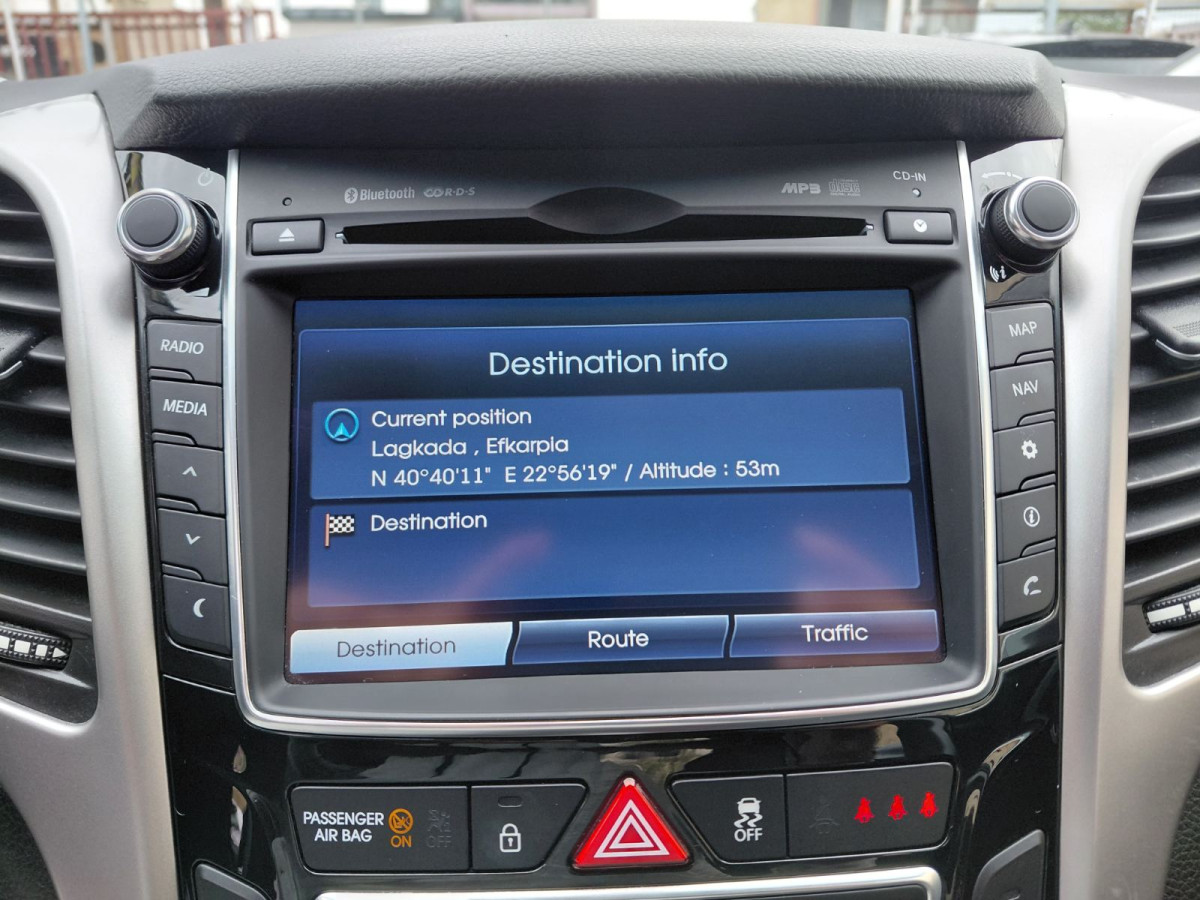 Bluetooth R·D·S
MP3
CD-IN
RADIO
MEDIA
MAP
NAV
Destination info
Current position
Lagkada , Efkarpia
N 40°40'11" E 22°56'19" / Altitude : 53m
Destination
Destination Route Traffic
PASSENGER
AIR BAG
ON
OFF
OFF